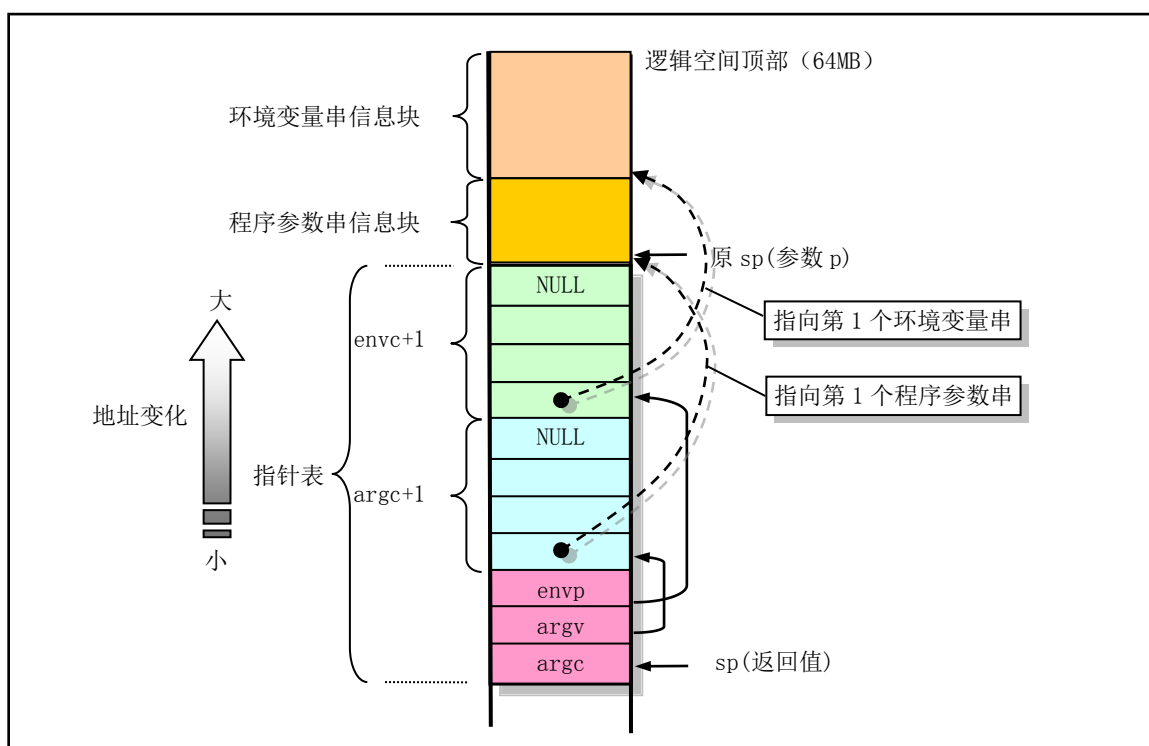 逻辑空间顶部（64MB）
环境变量串信息块
程序参数串信息块
原 sp(参数 p)
NULL
大
指向第 1 个环境变量串
envc+1
指向第 1 个程序参数串
地址变化
NULL
指针表
argc+1
小
envp
argv
argc
sp(返回值)